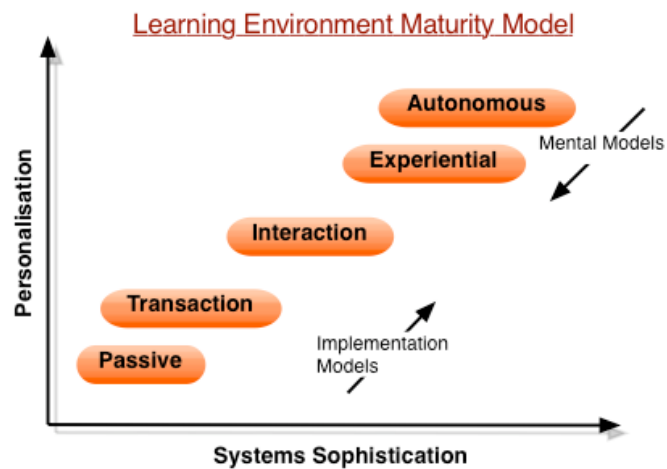 Learning Environment Maturity Model
Autonomous
Mental Models
Experiential
Interaction
Personalisation
Transaction
Implementation
Models
Passive
Systems Sophistication